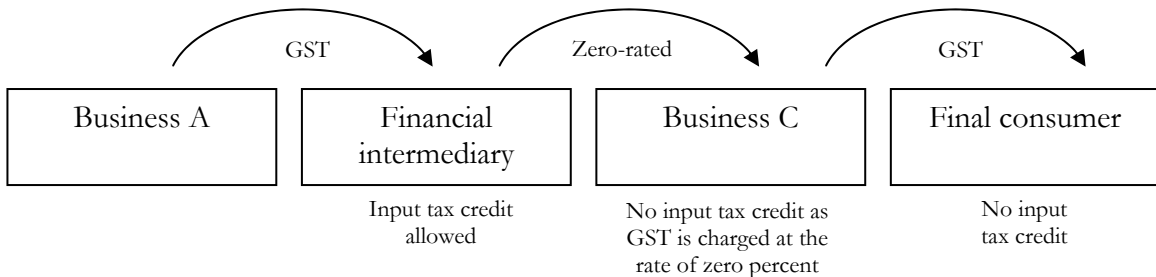 GST
Zero-rated
GST
Business A
Financial
intermediary
Business C
Final consumer
Input tax credit
allowed
No input tax credit as
GST is charged at the
rate of zero percent
No input
tax credit